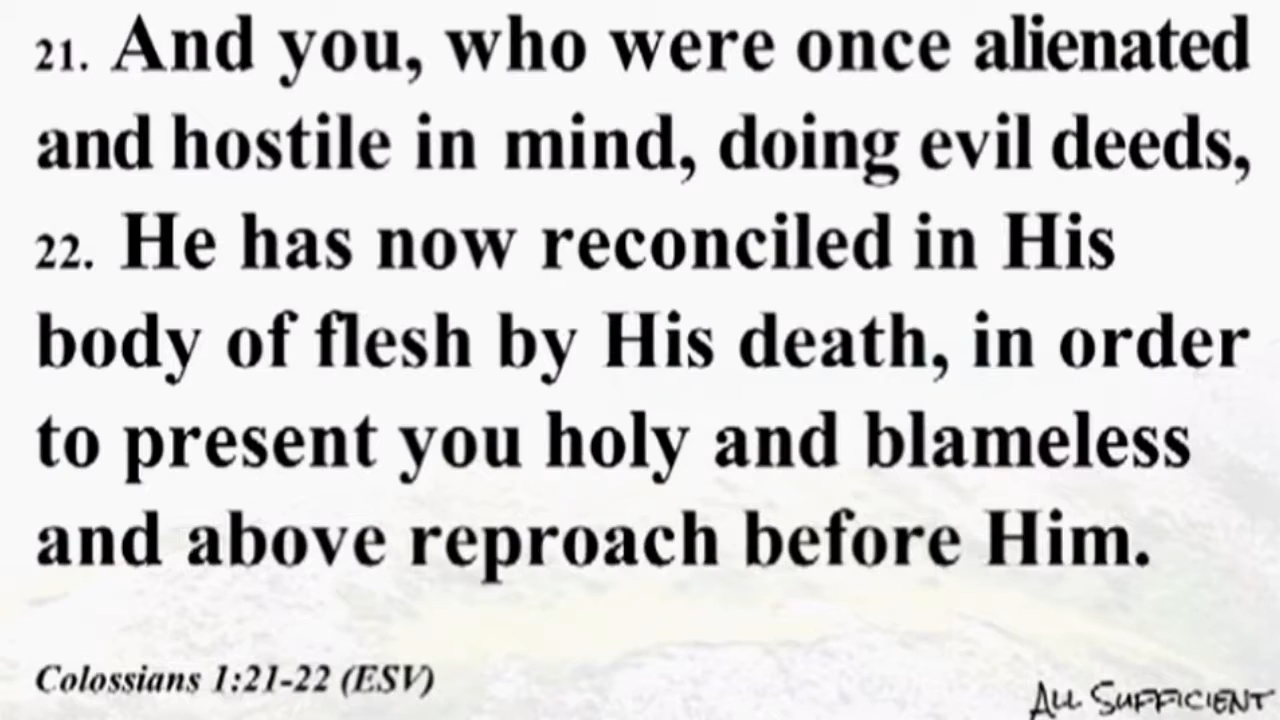 21. And you, who were once alienated
and hostile in mind, doing evil deeds,
22. He has now reconciled in His
body of flesh by His death, in order
to present you holy and blameless
and above reproach before Him.
Colossians 1:21-22 (ESV)
ALL SUFFICIENT